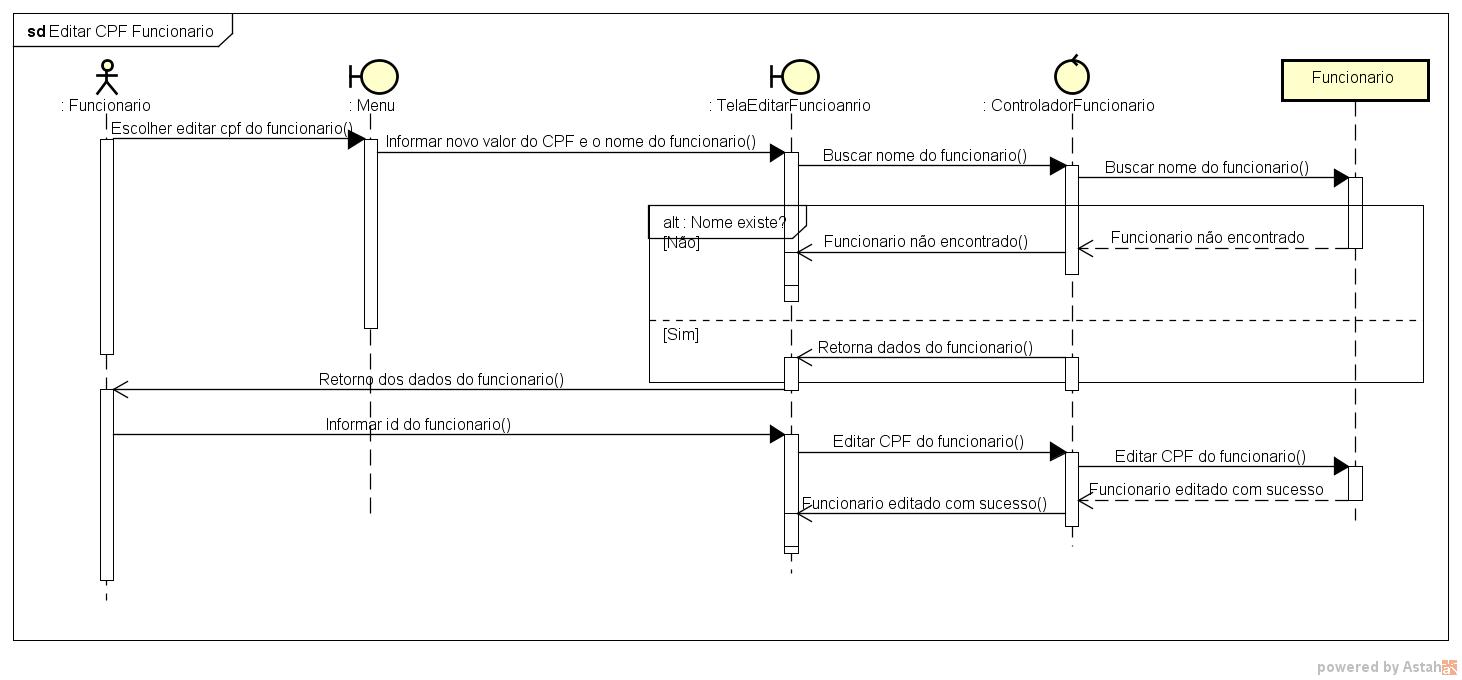 sd Editar CPF Funcionario
: Funcionario
: Menu
: TelaEditarFuncioanrio
: ControladorFuncionario
Funcionario
Escolher editar cpf do funcionario()
Informar novo valor do CPF e o nome do funcionario()
Buscar nome do funcionario()
Buscar nome do funcionario()
alt : Nome existe?
[Não]
Funcionario não encontrado()
Funcionario não encontrado
[Sim]
Retorna dados do funcionario()
Retorno dos dados do funcionario()
Informar id do funcionario()
Editar CPF do funcionario()
Editar CPF do funcionario()
Funcionario editado com sucesso
Funcionario editado com sucesso()
powered by Astah